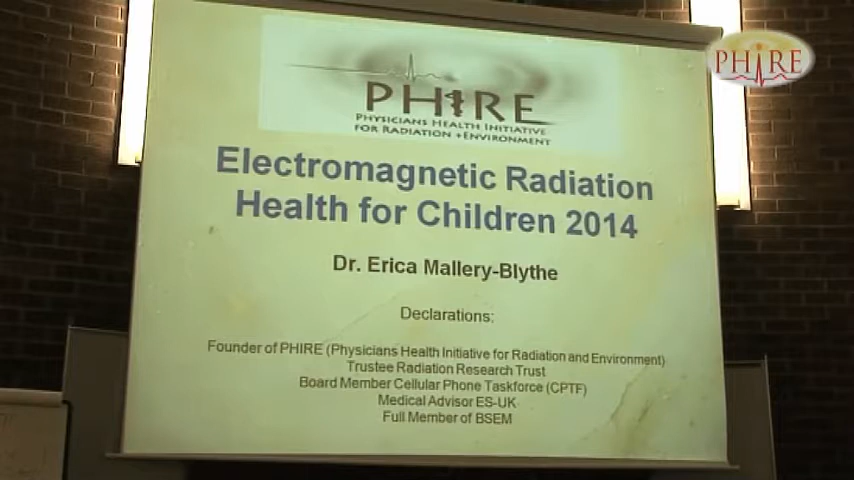 PHIRE
PHIRE
PHYSICIANS HEALTH INITIATIVE
FOR RADIATION + ENVIRONMENT
Electromagnetic Radiation
Health for Children 2014
Dr. Erica Mallery-Blythe
Declarations:
Founder of PHIRE (Physicians Health Initiative for Radiation and Environment)
Trustee Radiation Research Trust
Board Member Cellular Phone Taskforce (CPTF)
Medical Advisor ES-UK
Full Member of BSEM